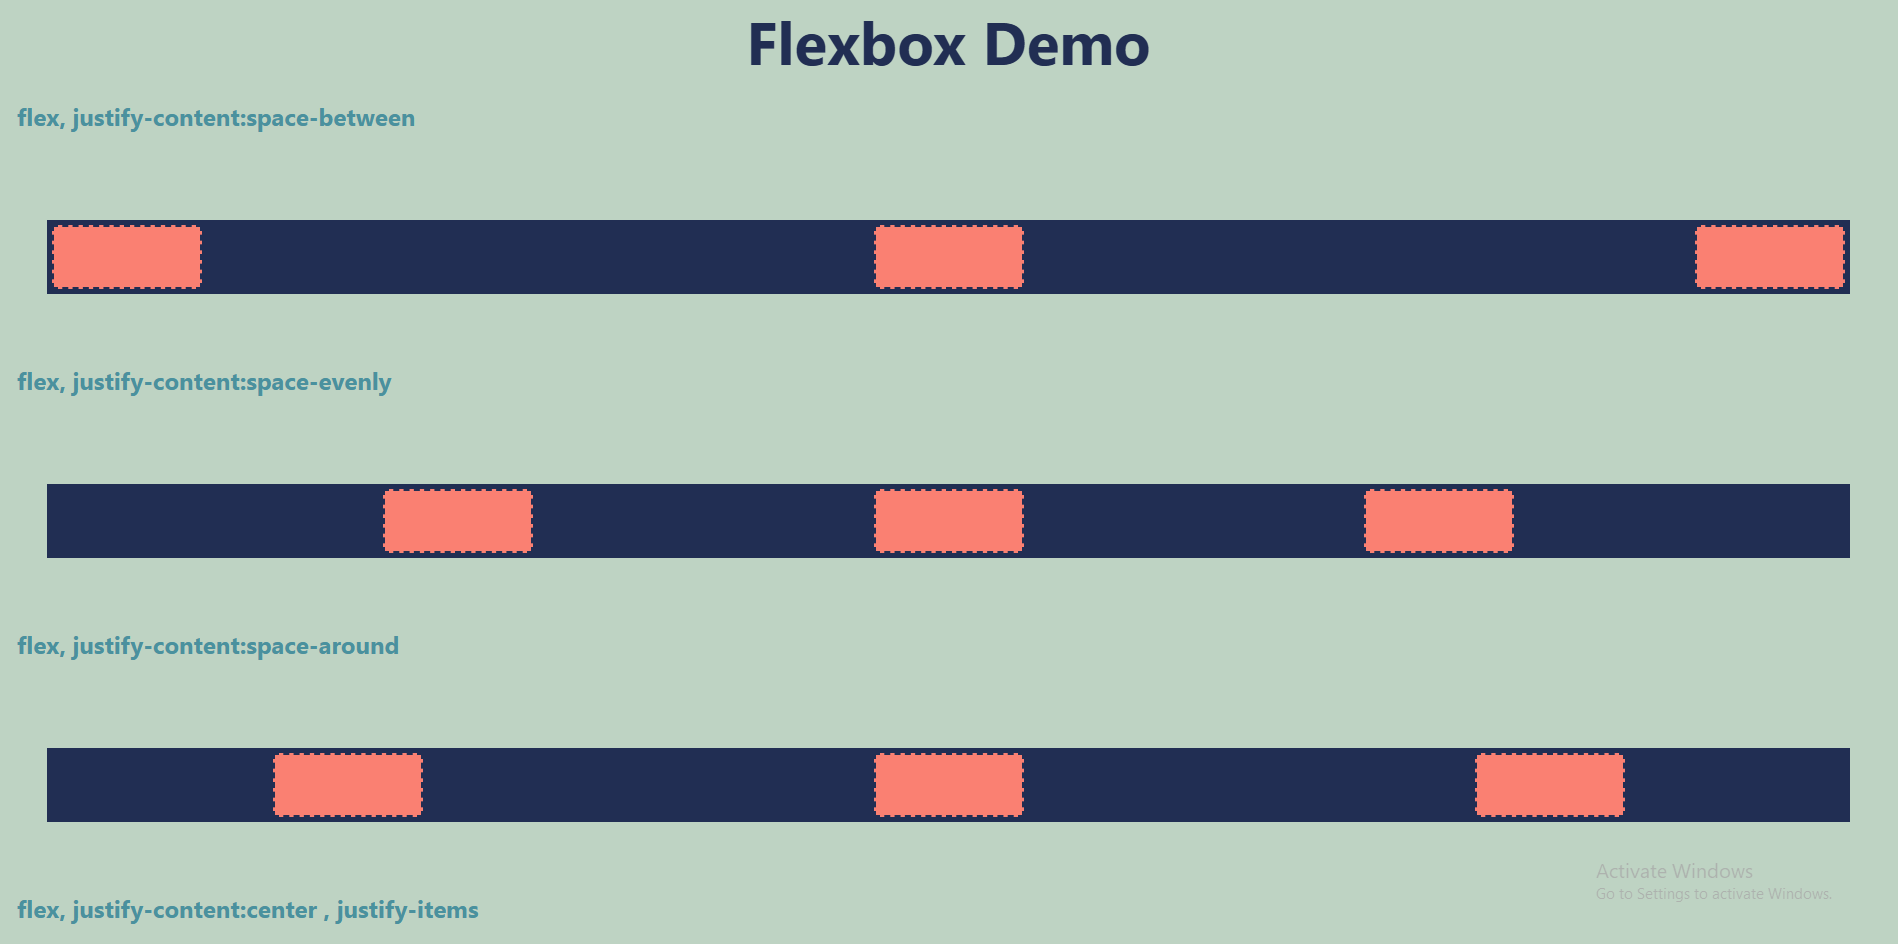 Flexbox Demo
flex, justify-content:space-between
flex, justify-content:space-evenly
flex, justify-content:space-around
Activate Windows
Go to Settings to activate Windows.
flex, justify-content:center , justify-items